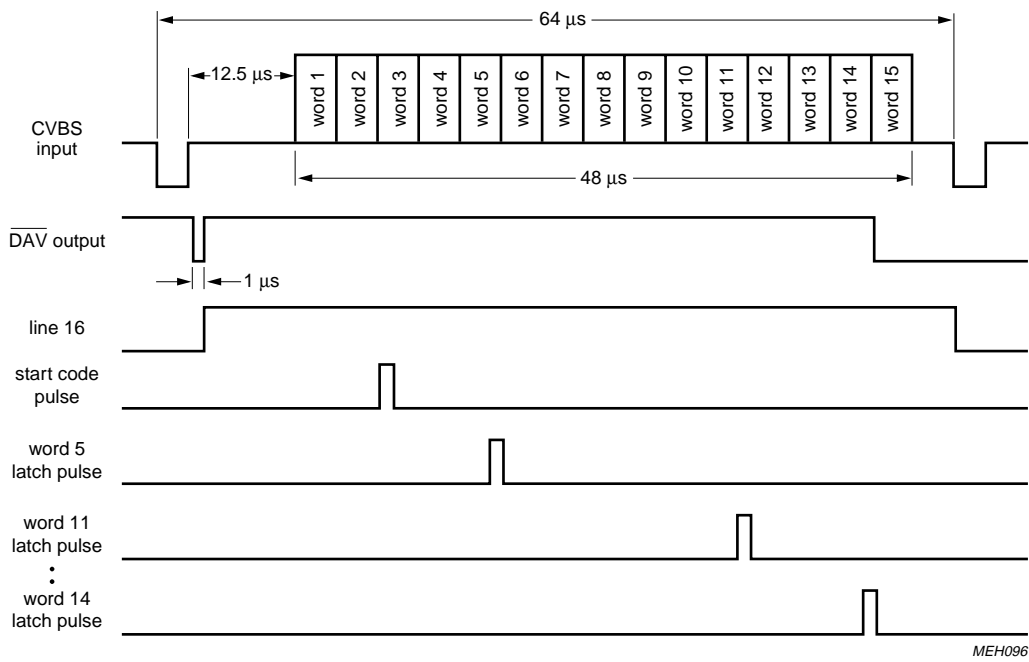 64 µs
12.5 µs
word 1
word 2
word 3
word 4
word 5
word 6
word 7
word 8
word 9
word 10
word 11
word 12
word 13
word 14
word 15
CVBS
input
48 µs
DAV output
1 µs
line 16
start code
pulse
word 5
latch pulse
word 11
latch pulse
word 14
latch pulse
MEH096